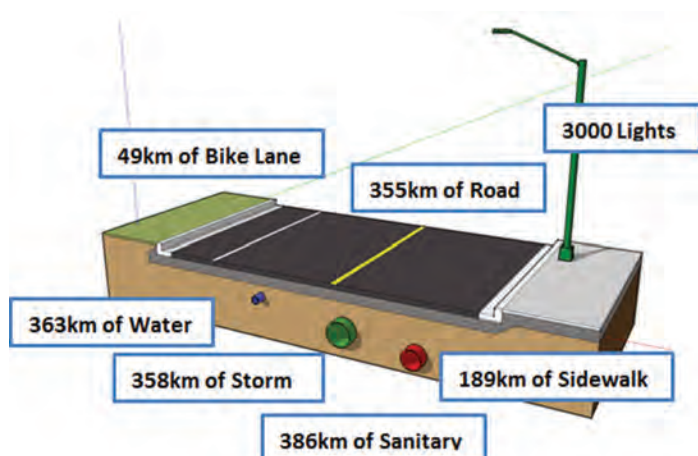 3000 Lights
49km of Bike Lane
355km of Road
363km of Water
358km of Storm
189km of Sidewalk
386km of Sanitary